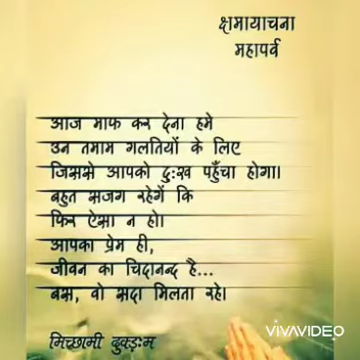 क्षमायाचना
महापर्व
आज माफ कर देना हमे
उन तमाम गलतियों के लिए
जिससे आपको दुःख पहुँचा होगा।
बहुत सजग रहेगें कि
फिर ऐसा न हो।
आपका प्रेम ही,
जीवन का चिदानन्द है...
बस, वो सदा मिलता रहे।
मिच्छामी दुक्ड़ःम
VIVAVIDEO